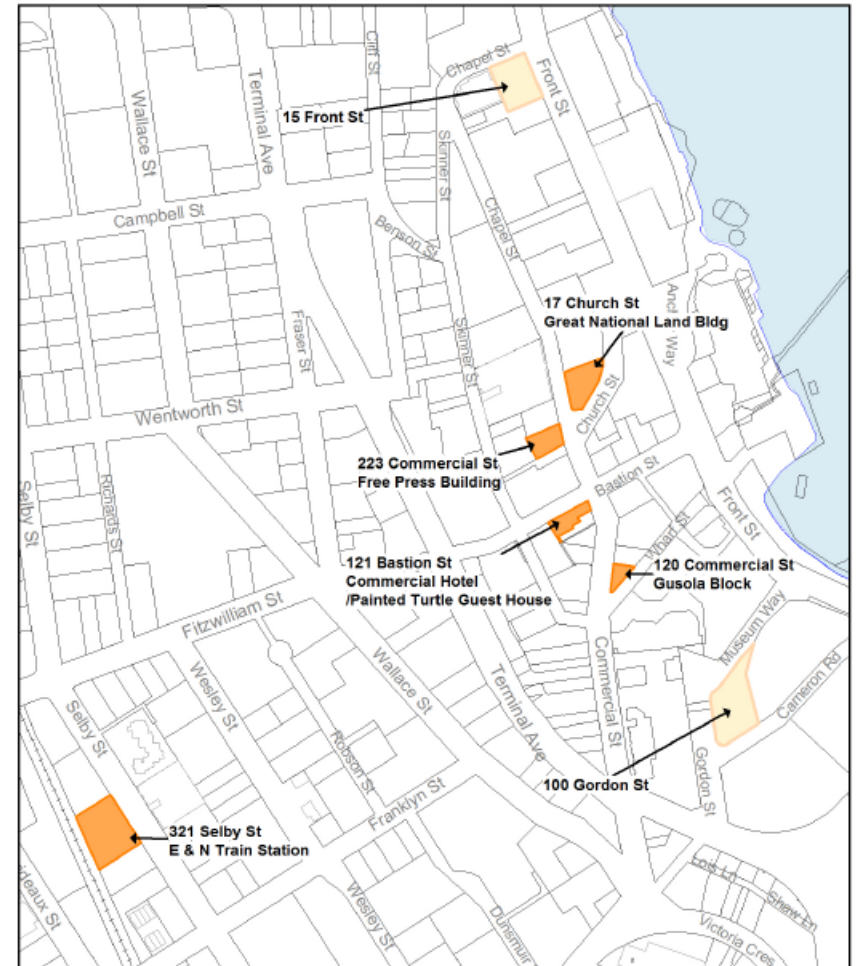 Chapel St
Cliff St
Front St
Terminal Ave
Wallace St
15 Front St
Skinner St
Campbell St
Chapel St
Benson St
17 Church St
Great National Land Bldg
Fraser St
Skinner St
Church St
Wentworth St
223 Commercial St
Free Press Building
Bastion St
Selby St
Richards St
Front St
Wharf St
121 Bastion St
Commercial Hotel
/Painted Turtle Guest House
120 Commercial St
Gusola Block
Fitzwilliam St
Museum Way
Wesley St
Wallace St
Commercial St
Cameron Rd
Selby St
Terminal Ave
Robson St
Gordon St
100 Gordon St
Franklyn St
321 Selby St
E & N Train Station
Lois Ln
Shaw Ln
Wesley St
Dunsmuir
Victoria Cres